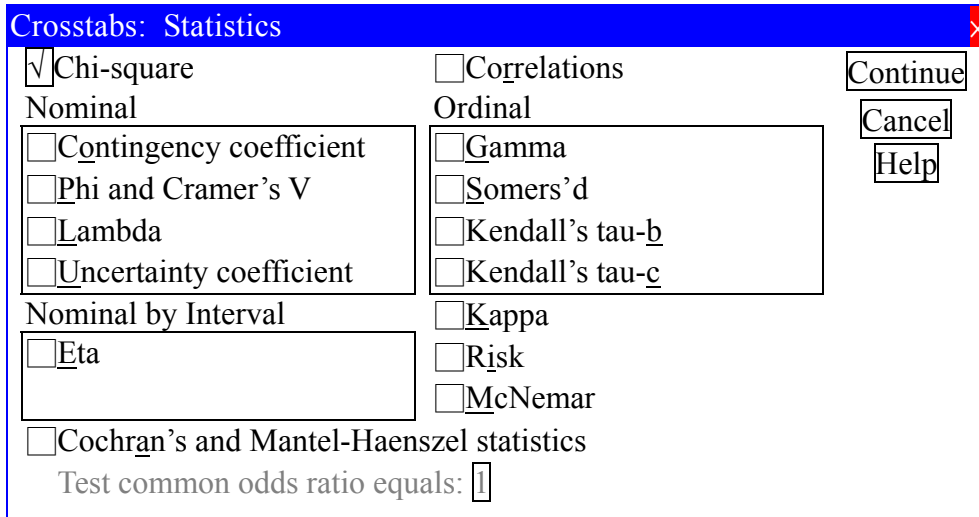 Crosstabs: Statistics
×
√ Chi-square
Correlations
Continue
Nominal
Ordinal
Cancel
Contingency coefficient
Gamma
Help
Phi and Cramer’s V
Somers’d
Lambda
Kendall’s tau-b
Uncertainty coefficient
Kendall’s tau-c
Nominal by Interval
Kappa
Eta
Risk
McNemar
Cochran’s and Mantel-Haenszel statistics
Test common odds ratio equals: 1